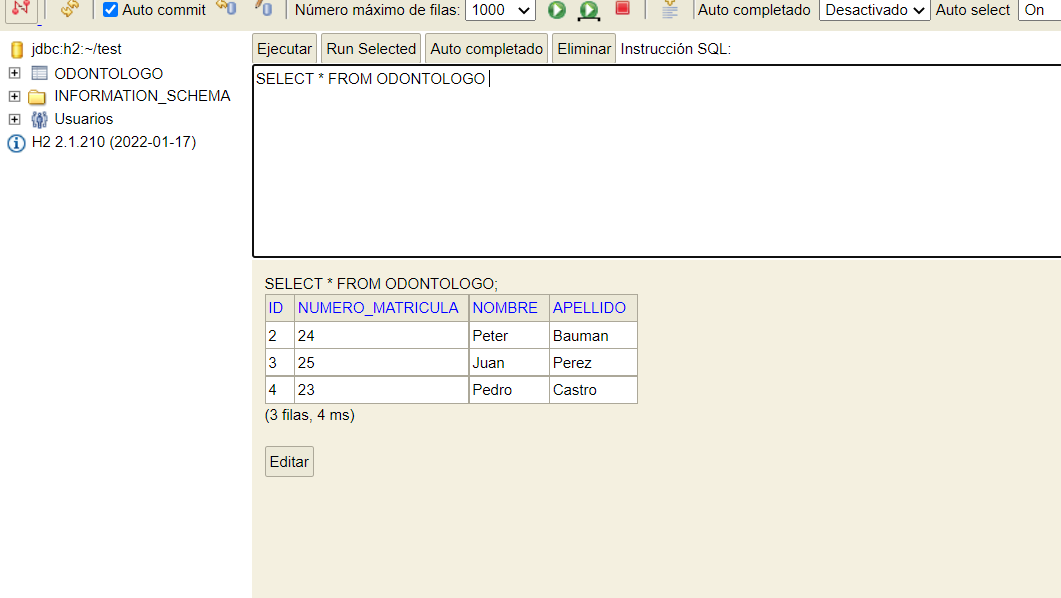 Auto commit Número máximo de filas: 1000 Auto completado Desactivado Auto select On
jdbc:h2:~/test
ODONTOLOGO
INFORMATION_SCHEMA
Usuarios
H2 2.1.210 (2022-01-17)
Ejecutar Run Selected Auto completado Eliminar Instrucción SQL:
SELECT * FROM ODONTOLOGO
SELECT * FROM ODONTOLOGO;
ID NUMERO_MATRICULA NOMBRE APELLIDO
2 24 Peter Bauman
3 25 Juan Perez
4 23 Pedro Castro
(3 filas, 4 ms)
Editar